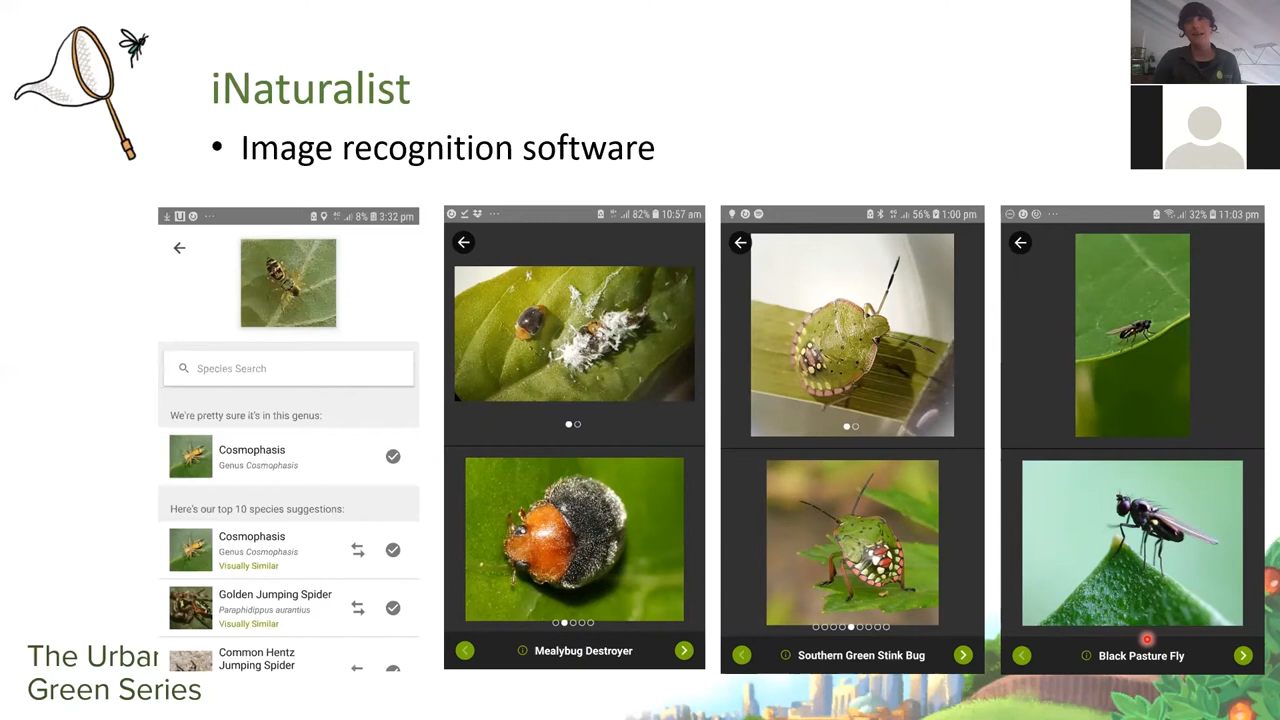 iNaturalist
• Image recognition software
8% 3:32 pm
Species Search
We're pretty sure it's in this genus:
Cosmophasis
Genus Cosmophasis
Here's our top 10 species suggestions:
Cosmophasis
Genus Cosmophasis
Visually Similar
Golden Jumping Spider
Paraphidippus aurantius
Visually Similar
Common Hentz
Jumping Spider
82% 10:57 am
Mealybug Destroyer
56% 1:00 pm
Southern Green Stink Bug
32% 11:03 pm
Black Pasture Fly
The Urban
Green Series